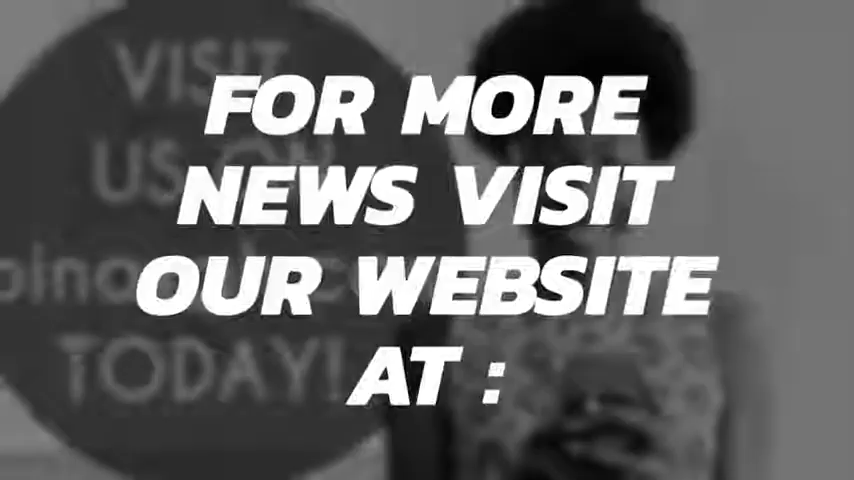 FOR MORE
NEWS VISIT
OUR WEBSITE
AT :
VISIT
US ON
TODAY!